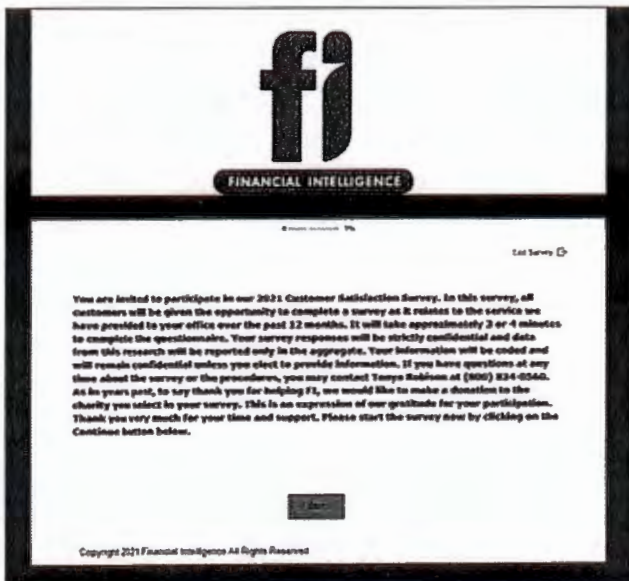 fi
FINANCIAL INTELLIGENCE
0%
Exit Survey
You are invited to participate in our 2021 Customer Satisfaction Survey. In this survey, all
customers will be given the opportunity to complete a survey as it relates to the service we
have provided to your office over the past 12 months. It will take approximately 3 or 4 minutes
to complete the questionnaire. Your survey responses will be strictly confidential and data
from this research will be reported only in the aggregate. Your information will be coded and
will remain confidential unless you elect to provide information. If you have questions at any
time about the survey or the procedures, you may contact Tonya Robison at (800)
As in years past, to say thank you for helping FI, we would like to make a donation to the
charity you select in your survey. This is an expression of our gratitude for your participation.
Thank you very much for your time and support. Please start the survey now by clicking on the
Continue button below.
Copyright 2021 Financial Intelligence All Rights Reserved